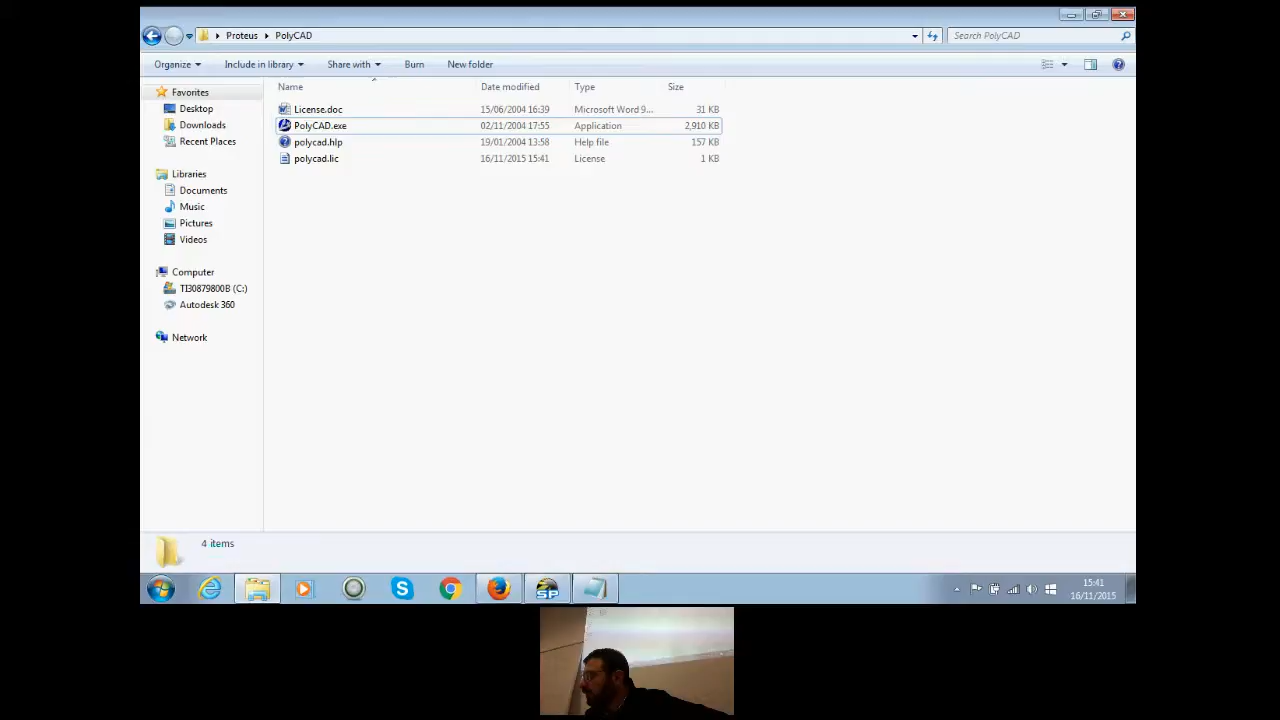 Proteus PolyCAD
Search PolyCAD
Organize Include in library Share with Burn New folder
Name Date modified Type Size
License.doc 15/06/2004 16:39 Microsoft Word 9... 31 KB
PolyCAD.exe 02/11/2004 17:55 Application 2,910 KB
polycad.hlp 19/01/2004 13:58 Help file 157 KB
polycad.lic 16/11/2015 15:41 License 1 KB
Favorites
Desktop
Downloads
Recent Places
Libraries
Documents
Music
Pictures
Videos
Computer
TI30879800B (C:)
Autodesk 360
Network
4 items
SP
15:41
16/11/2015